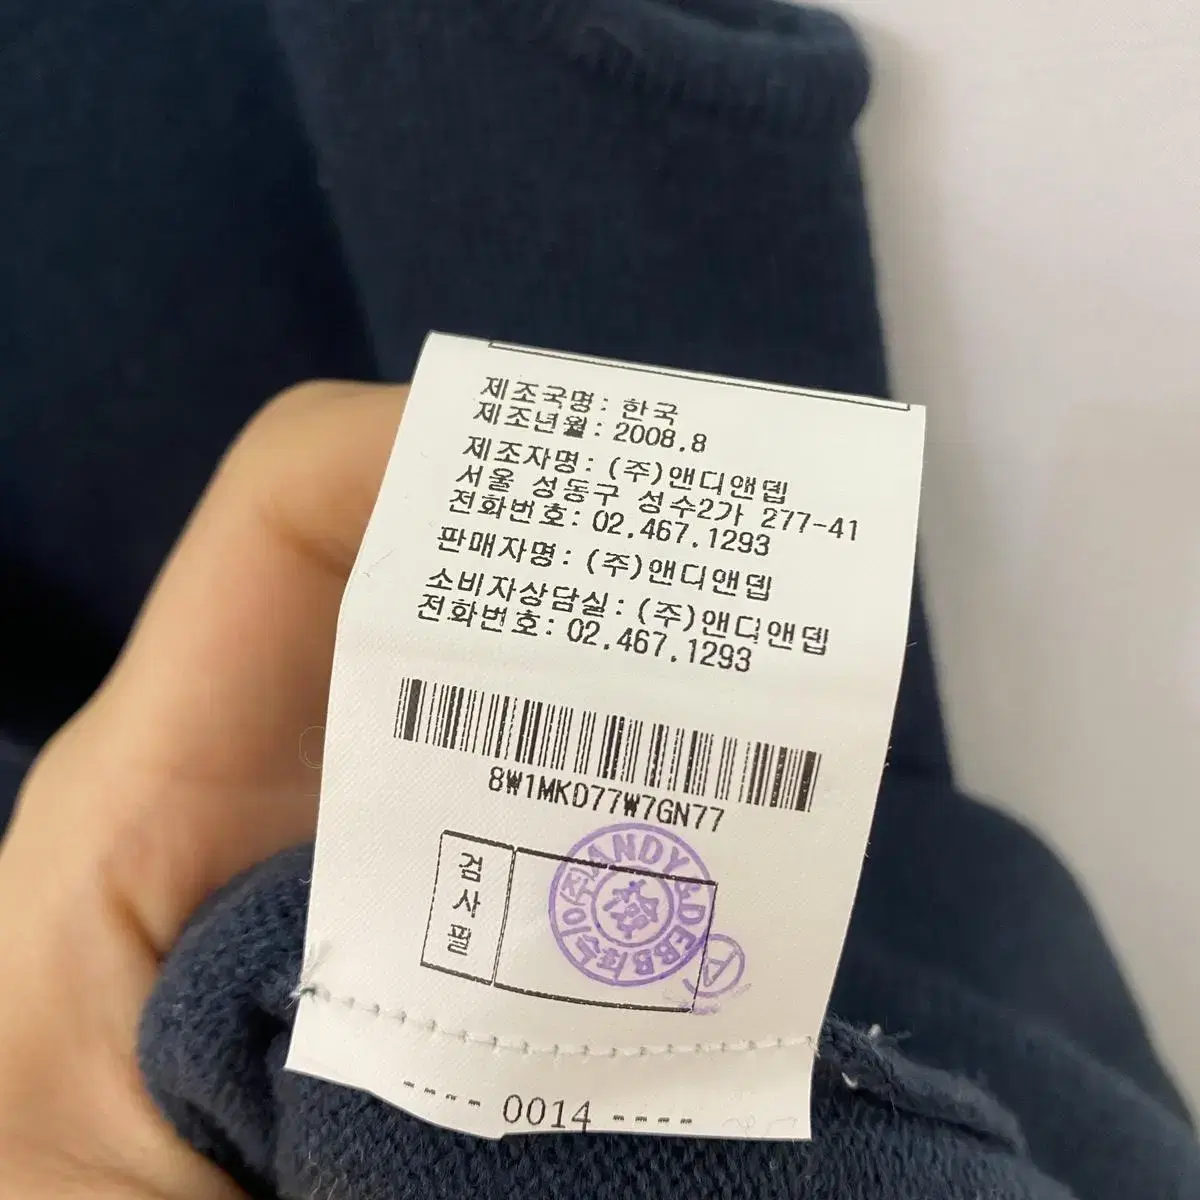 제조국명: 한국
제조년월: 2008.8
제조자명: (주)앤디앤뎁
서울 성동구 성수2가 277-41
전화번호: 02.467.1293
판매자명: (주)앤디앤뎁
소비자상담실: (주)앤디앤뎁
전화번호: 02.467.1293
8W1MKD77W7GN77
검사필
ANDY&DEBB
檢
A
---- 0014 ----